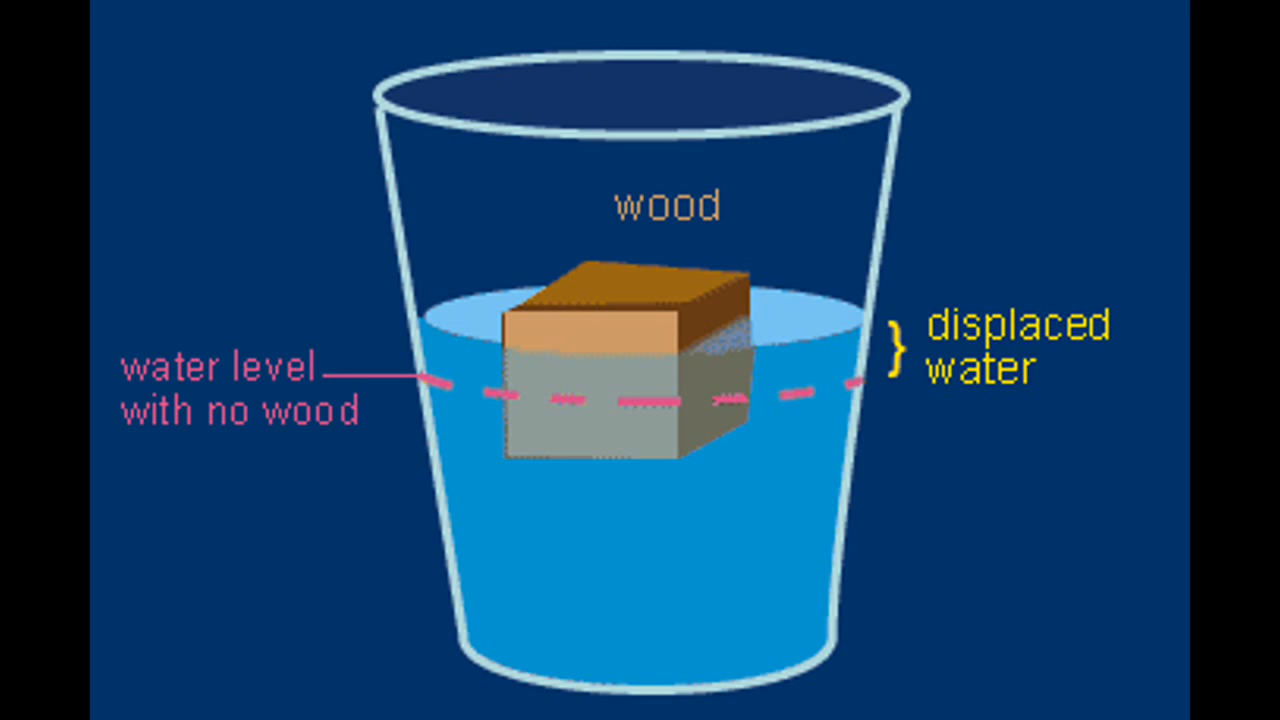 wood
displaced
water
water level
with no wood